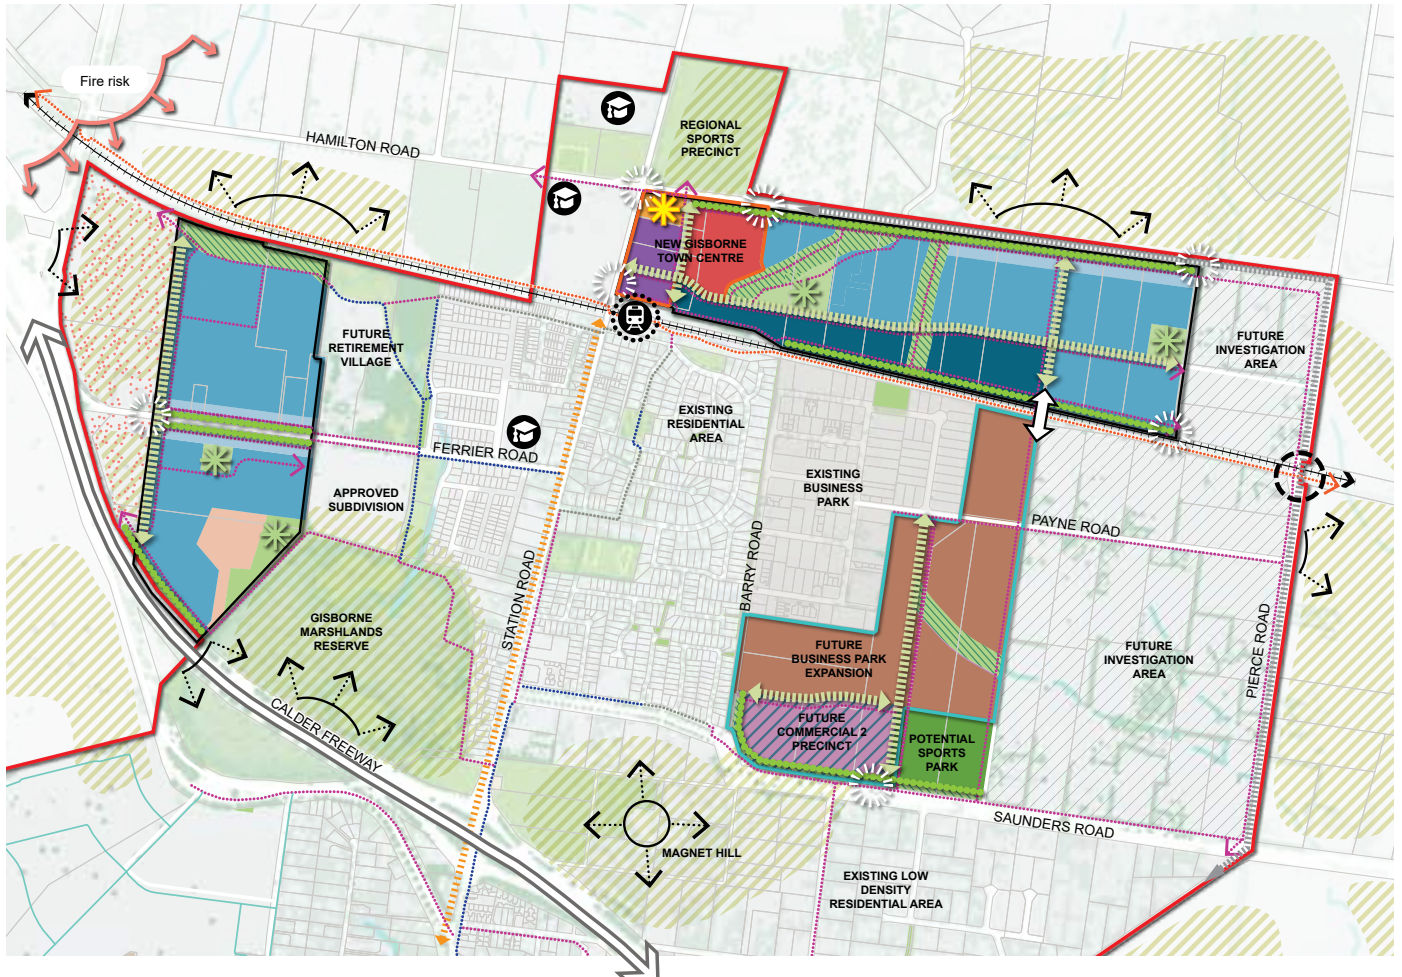 Fire risk
HAMILTON ROAD
REGIONAL
SPORTS
PRECINCT
NEW GISBORNE
TOWN CENTRE
FUTURE
RETIREMENT
VILLAGE
FUTURE
INVESTIGATION
AREA
EXISTING
RESIDENTIAL
AREA
FERRIER ROAD
EXISTING
BUSINESS
PARK
APPROVED
SUBDIVISION
PAYNE ROAD
BARRY ROAD
STATION ROAD
GISBORNE
MARSHLANDS
RESERVE
FUTURE
BUSINESS PARK
EXPANSION
FUTURE
INVESTIGATION
AREA
PIERCE ROAD
CALDER FREEWAY
FUTURE
COMMERCIAL 2
PRECINCT
POTENTIAL
SPORTS
PARK
SAUNDERS ROAD
MAGNET HILL
EXISTING LOW
DENSITY
RESIDENTIAL AREA